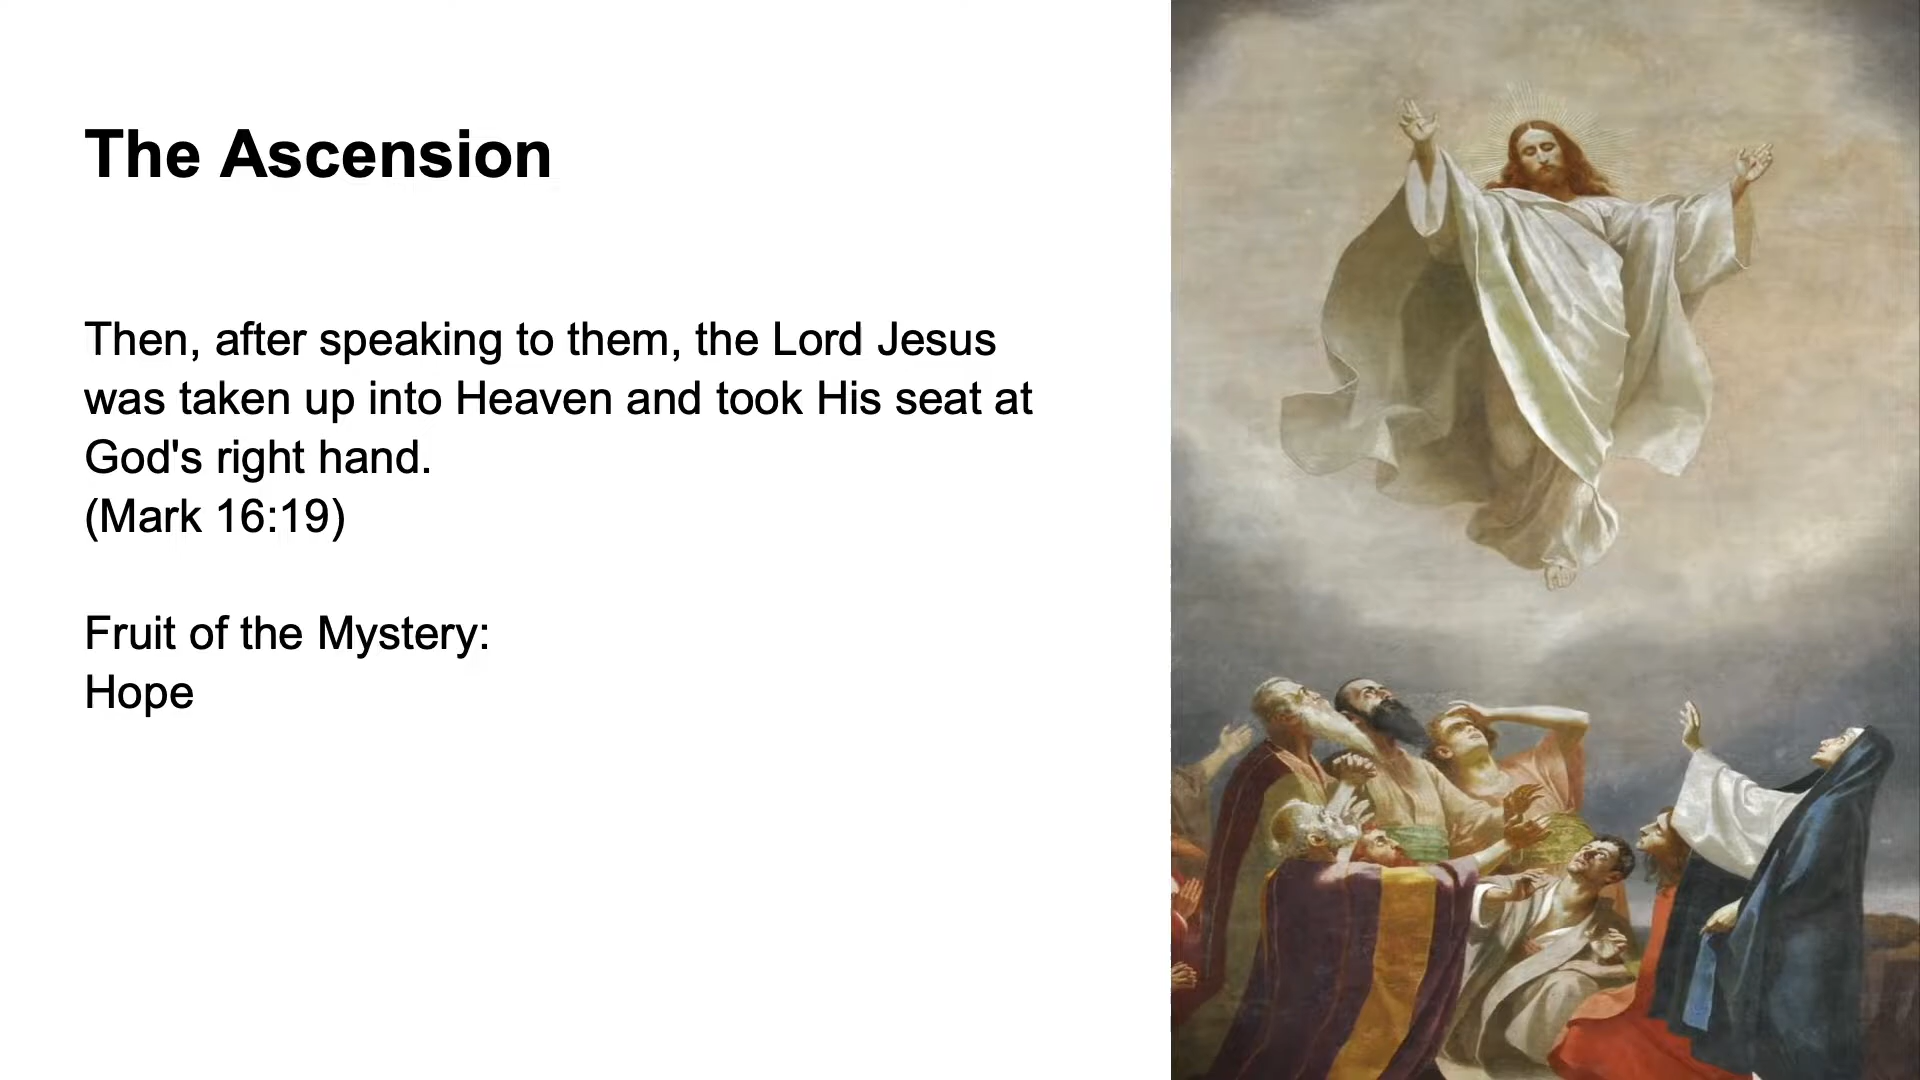 The Ascension
Then, after speaking to them, the Lord Jesus
was taken up into Heaven and took His seat at
God's right hand.
(Mark 16:19)
Fruit of the Mystery:
Hope